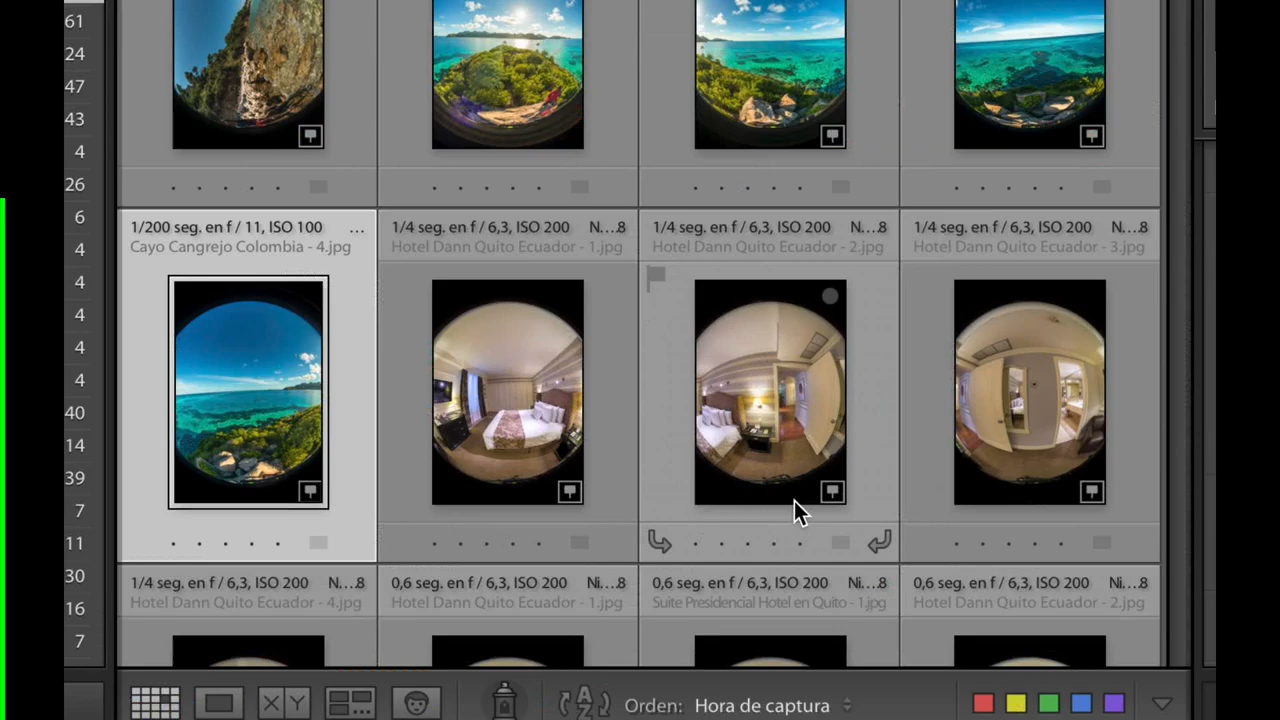 61
24
47
43
4
26
6
4
4
4
4
4
40
14
39
7
11
30
16
7
1/200 seg. en f / 11, ISO 100 ...
Cayo Cangrejo Colombia - 4.jpg
1/4 seg. en f / 6,3, ISO 200 N...8
Hotel Dann Quito Ecuador - 1.jpg
1/4 seg. en f / 6,3, ISO 200 N...8
Hotel Dann Quito Ecuador - 2.jpg
1/4 seg. en f / 6,3, ISO 200 N...8
Hotel Dann Quito Ecuador - 3.jpg
1/4 seg. en f / 6,3, ISO 200 N...8
Hotel Dann Quito Ecuador - 4.jpg
0,6 seg. en f / 6,3, ISO 200 Ni...8
Hotel Dann Quito Ecuador - 1.jpg
0,6 seg. en f / 6,3, ISO 200 Ni...8
Suite Presidencial Hotel en Quito - 1.jpg
0,6 seg. en f / 6,3, ISO 200 Ni...8
Hotel Dann Quito Ecuador - 2.jpg
X Y
A Z
Orden: Hora de captura